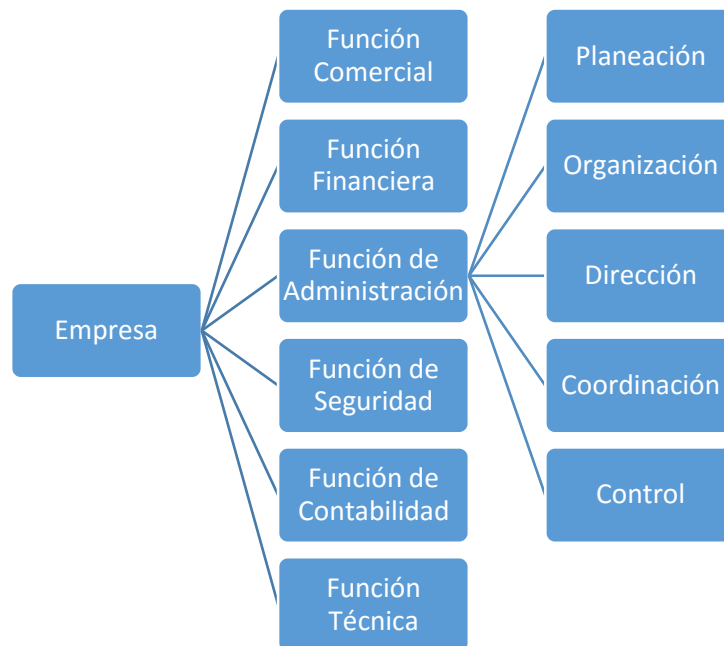 Empresa
Función
Comercial
Función
Financiera
Función de
Administración
Función de
Seguridad
Función de
Contabilidad
Función
Técnica
Planeación
Organización
Dirección
Coordinación
Control